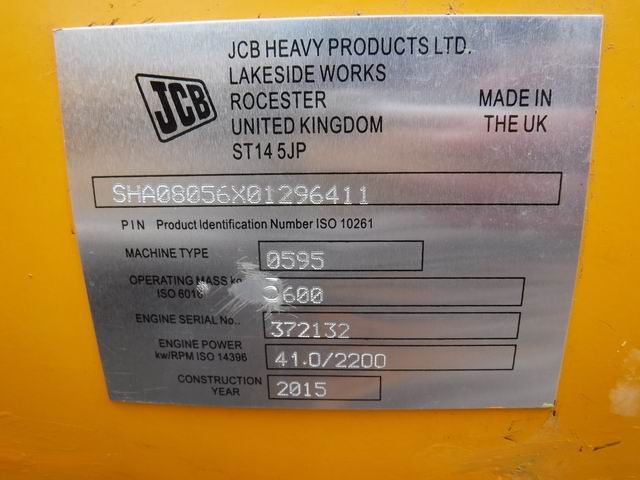 JCB
JCB HEAVY PRODUCTS LTD.
LAKESIDE WORKS
ROCESTER
UNITED KINGDOM
ST14 5JP
MADE IN
THE UK
SHA08056X01296411
PIN Product Identification Number ISO 10261
MACHINE TYPE 0595
OPERATING MASS kg
ISO 6016 5600
ENGINE SERIAL No.. 372132
ENGINE POWER
kw/RPM ISO 14396 41.0/2200
CONSTRUCTION
YEAR 2015